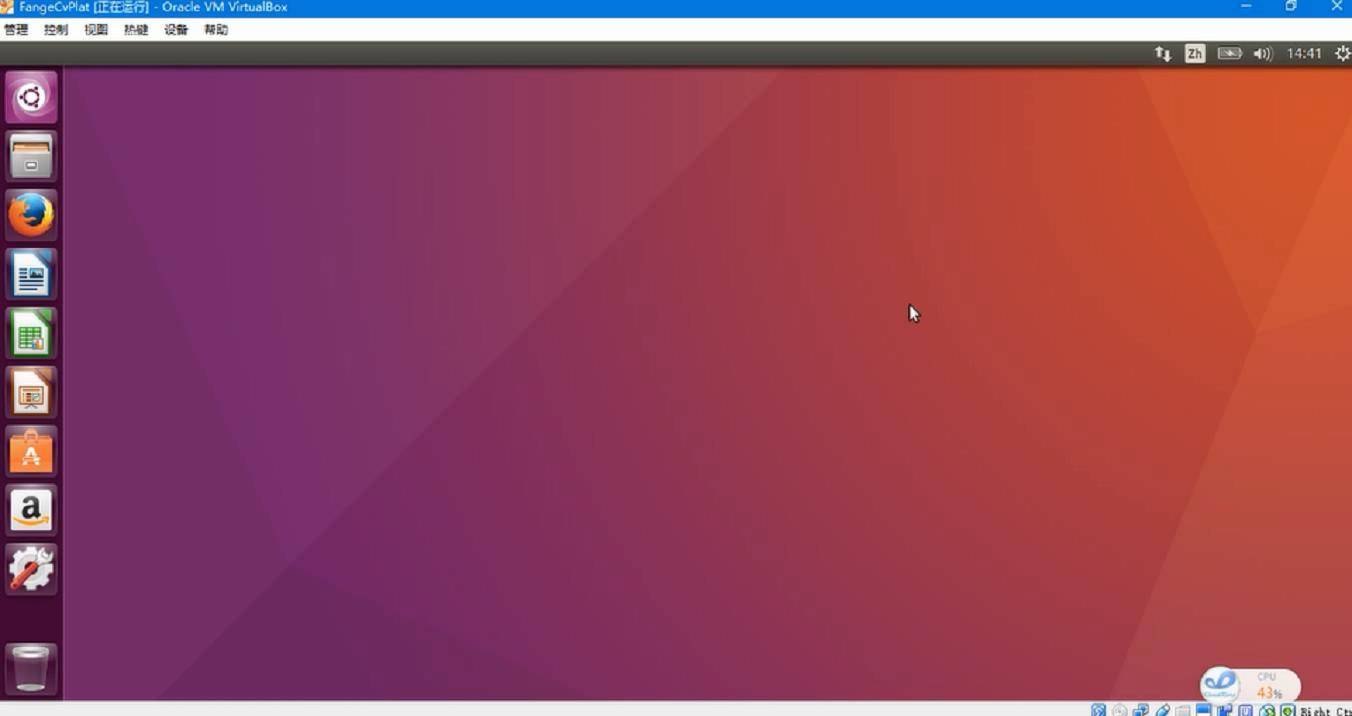 FangeCvPlat [正在运行] - Oracle VM VirtualBox
管理 控制 视图 热键 设备 帮助
Zh 14:41
a
CPU
43%
Right Ct